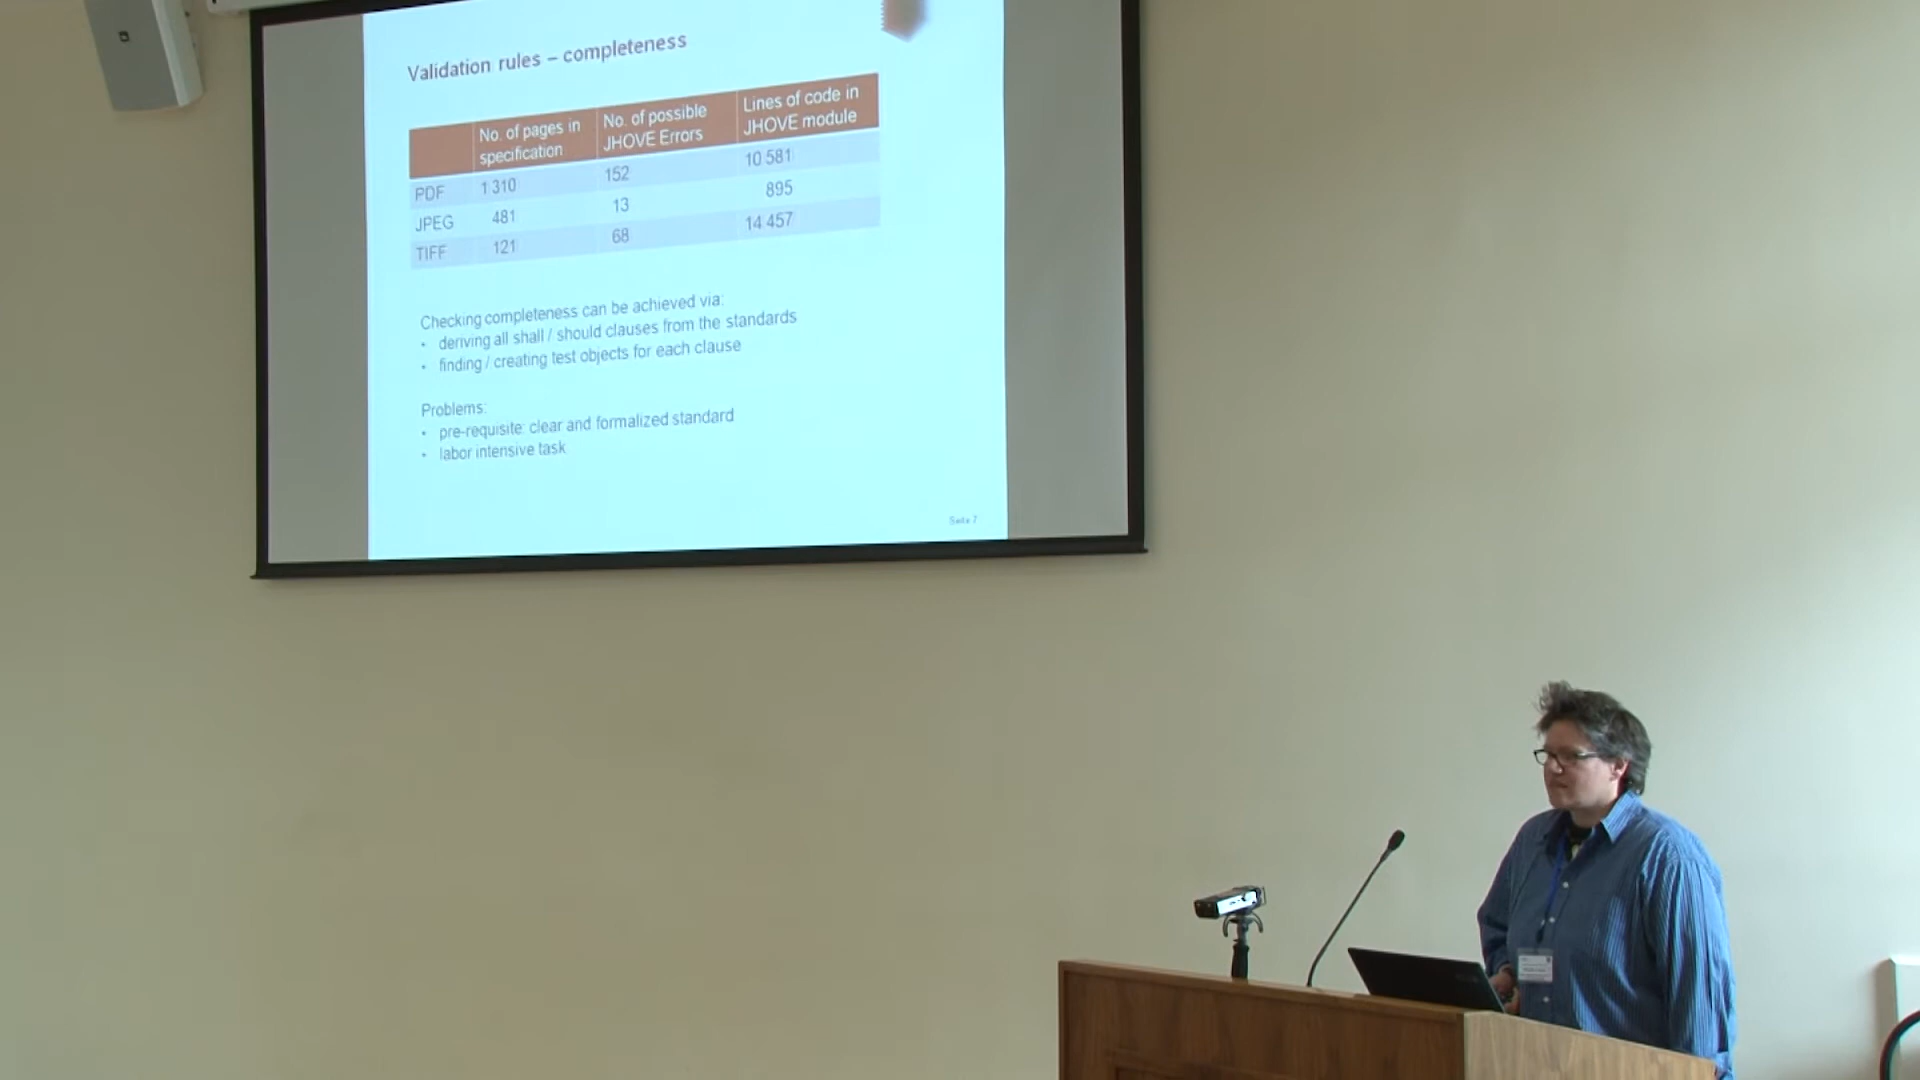 Validation rules – completeness
No. of pages in specification
No. of possible JHOVE Errors
Lines of code in JHOVE module
PDF 1 310 152 10 581
JPEG 481 13 895
TIFF 121 68 14 457
Checking completeness can be achieved via:
• deriving all shall / should clauses from the standards
• finding / creating test objects for each clause
Problems:
• pre-requisite: clear and formalized standard
• labor intensive task
Seite 7